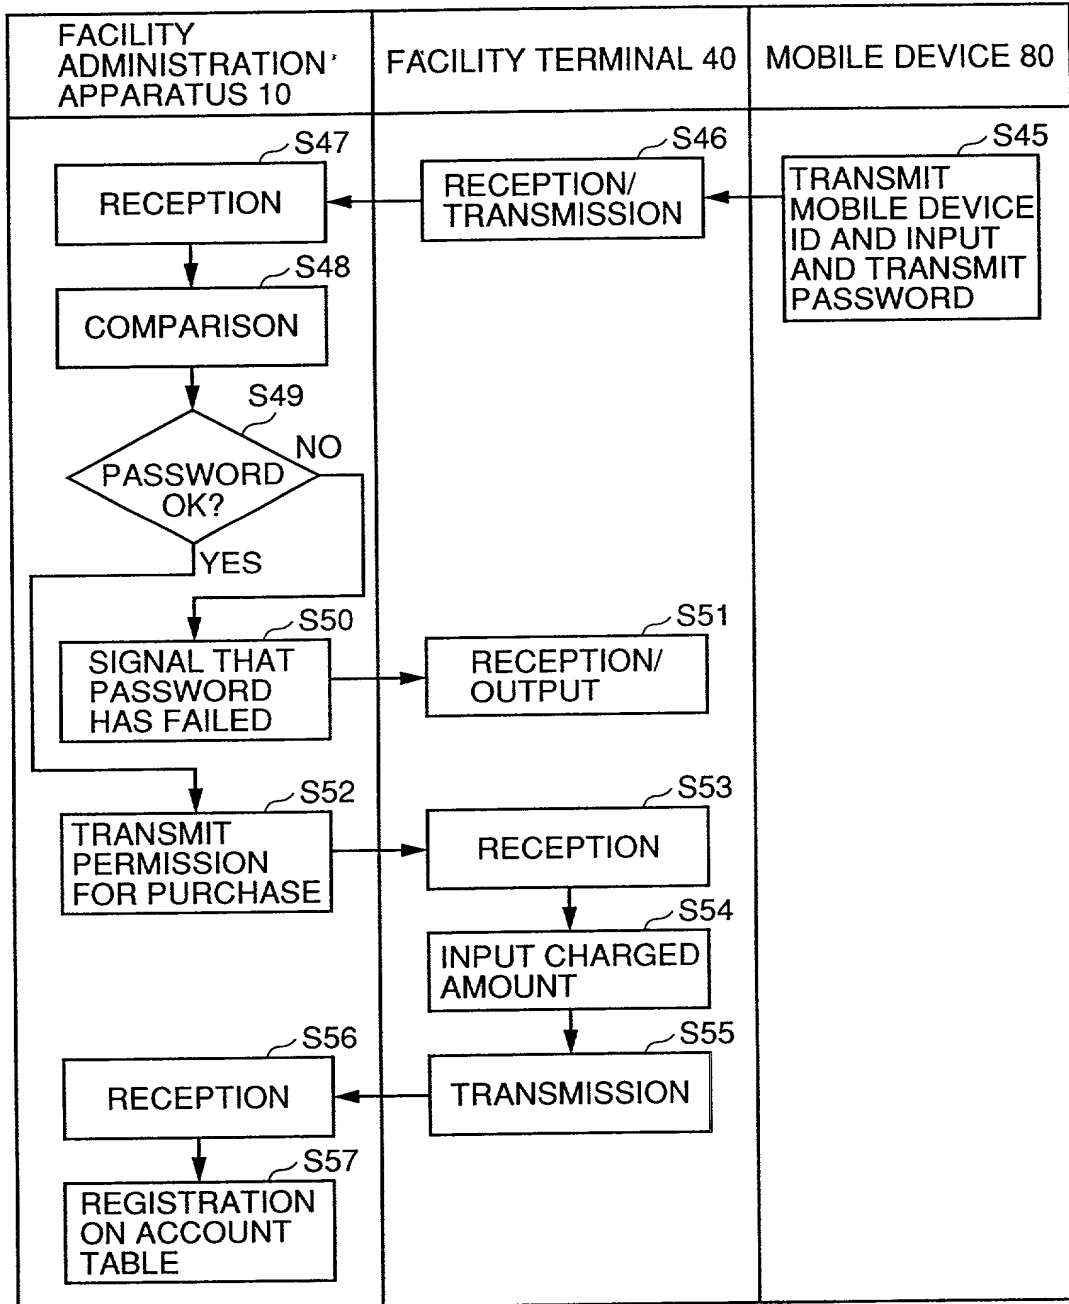 FACILITY
ADMINISTRATION
APPARATUS 10
FACILITY TERMINAL 40
MOBILE DEVICE 80
S47
RECEPTION
S46
RECEPTION/
TRANSMISSION
S45
TRANSMIT
MOBILE DEVICE
ID AND INPUT
AND TRANSMIT
PASSWORD
S48
COMPARISON
S49
PASSWORD
OK?
NO
YES
S50
SIGNAL THAT
PASSWORD
HAS FAILED
S51
RECEPTION/
OUTPUT
S52
TRANSMIT
PERMISSION
FOR PURCHASE
S53
RECEPTION
S54
INPUT CHARGED
AMOUNT
S55
TRANSMISSION
S56
RECEPTION
S57
REGISTRATION
ON ACCOUNT
TABLE